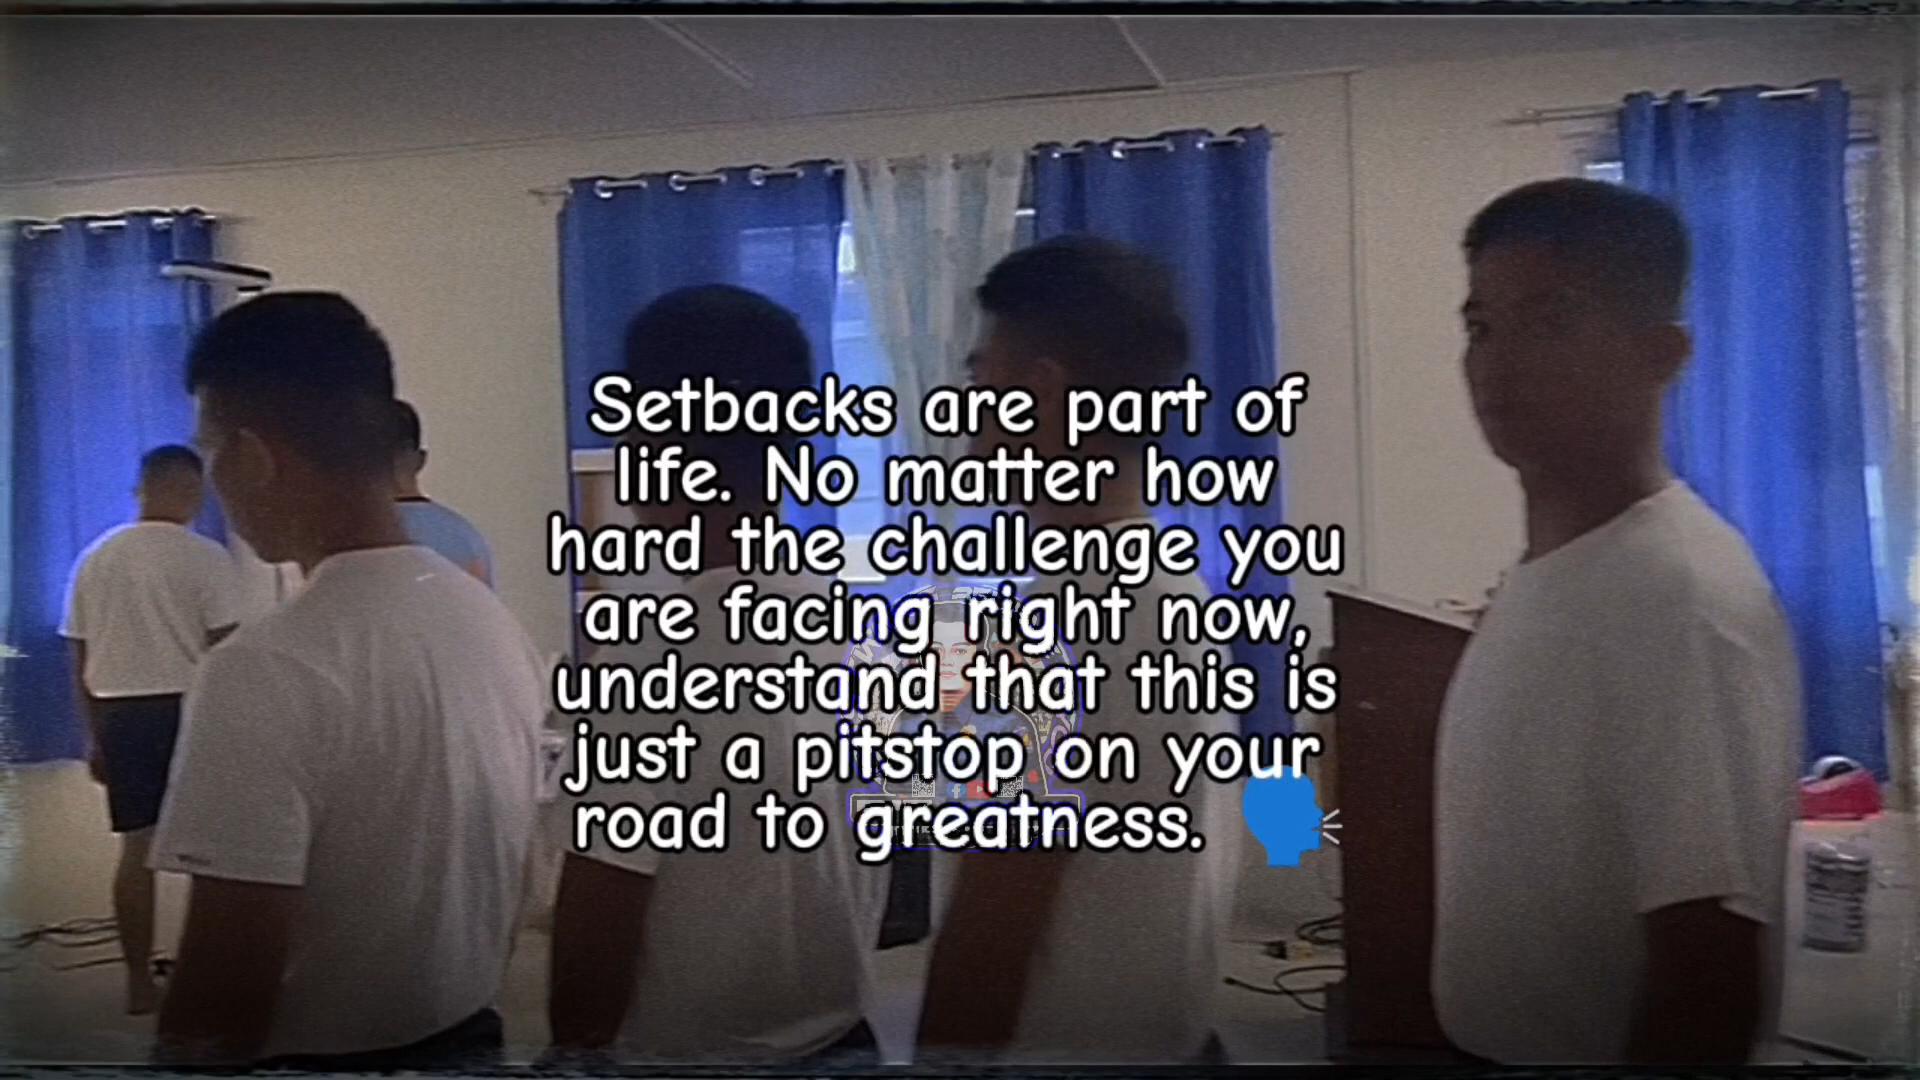 Setbacks are part of
life. No matter how
hard the challenge you
are facing right now,
understand that this is
just a pitstop on your
road to greatness. 🗣️